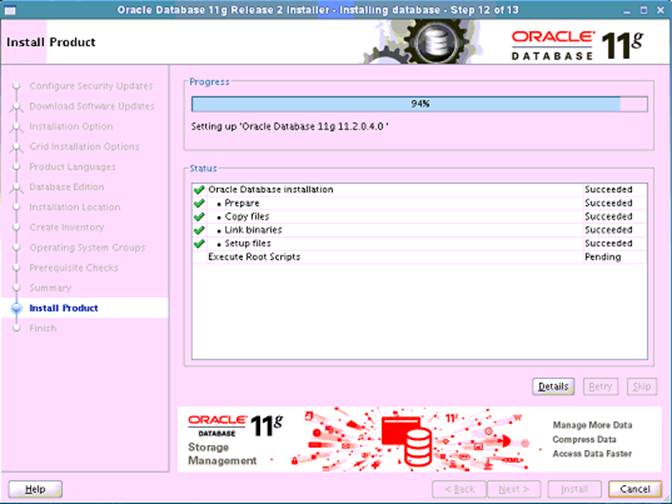 Oracle Database 11g Release 2 Installer - Installing database - Step 12 of 13
Install Product
ORACLE
DATABASE 11g
Configure Security Updates
Download Software Updates
Installation Option
Grid Installation Options
Product Languages
Database Edition
Installation Location
Create Inventory
Operating System Groups
Prerequisite Checks
Summary
Install Product
Finish
Progress
94%
Setting up 'Oracle Database 11g 11.2.0.4.0 '
Status
Oracle Database installation Succeeded
• Prepare Succeeded
• Copy files Succeeded
• Link binaries Succeeded
• Setup files Succeeded
Execute Root Scripts Pending
Details Retry Skip
ORACLE
DATABASE 11g
Storage
Management
11g
Manage More Data
Compress Data
Access Data Faster
Help < Back Next > Install Cancel